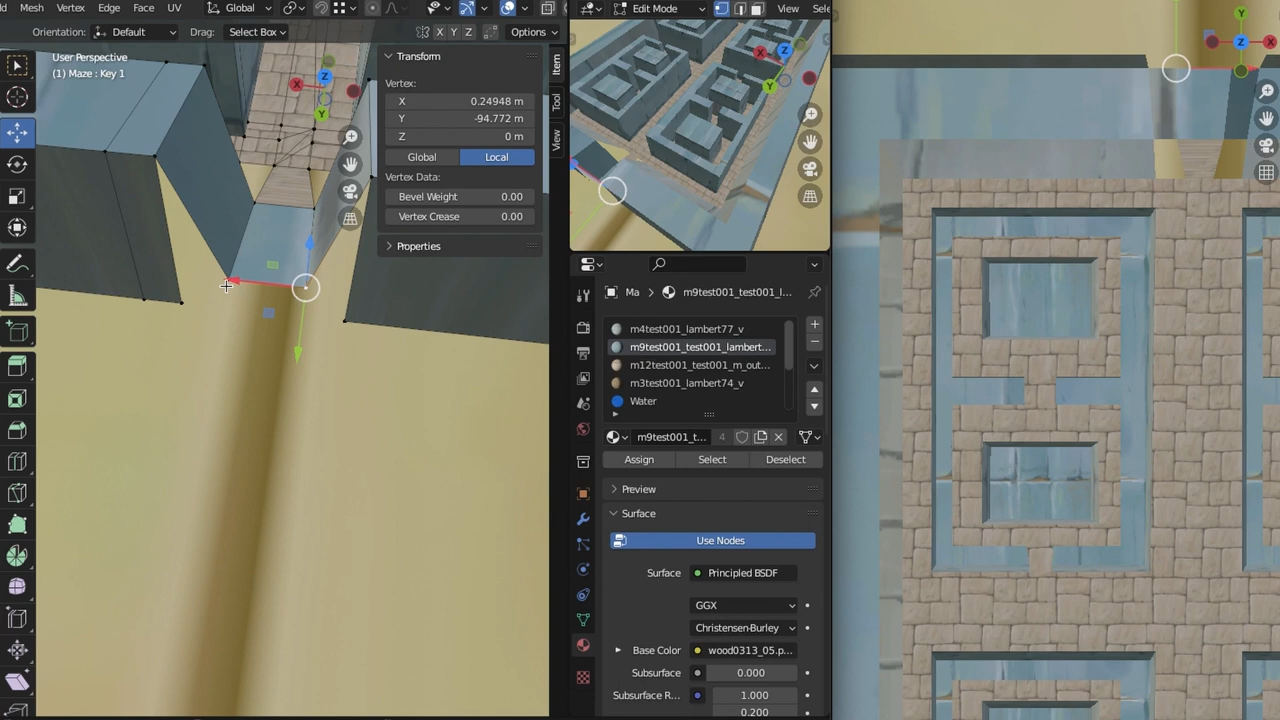 Mesh Vertex Edge Face UV Global
Edit Mode View Sele
Orientation: Default Drag: Select Box X Y Z Options
User Perspective
(1) Maze : Key 1
Transform
Vertex:
X 0.24948 m
Y -94.772 m
Z 0 m
Global Local
Vertex Data:
Bevel Weight 0.00
Vertex Crease 0.00
Properties
Item
Tool
View
X Z Y
X Z Y
Y Z X
Ma m9test001_test001_l...
m4test001_lambert77_v
m9test001_test001_lambert...
m12test001_test001_m_out...
m3test001_lambert74_v
Water
m9test001_t... 4
Assign Select Deselect
Preview
Surface
Use Nodes
Surface Principled BSDF
GGX
Christensen-Burley
Base Color wood0313_05.p...
Subsurface 0.000
Subsurface R... 1.000
0.200